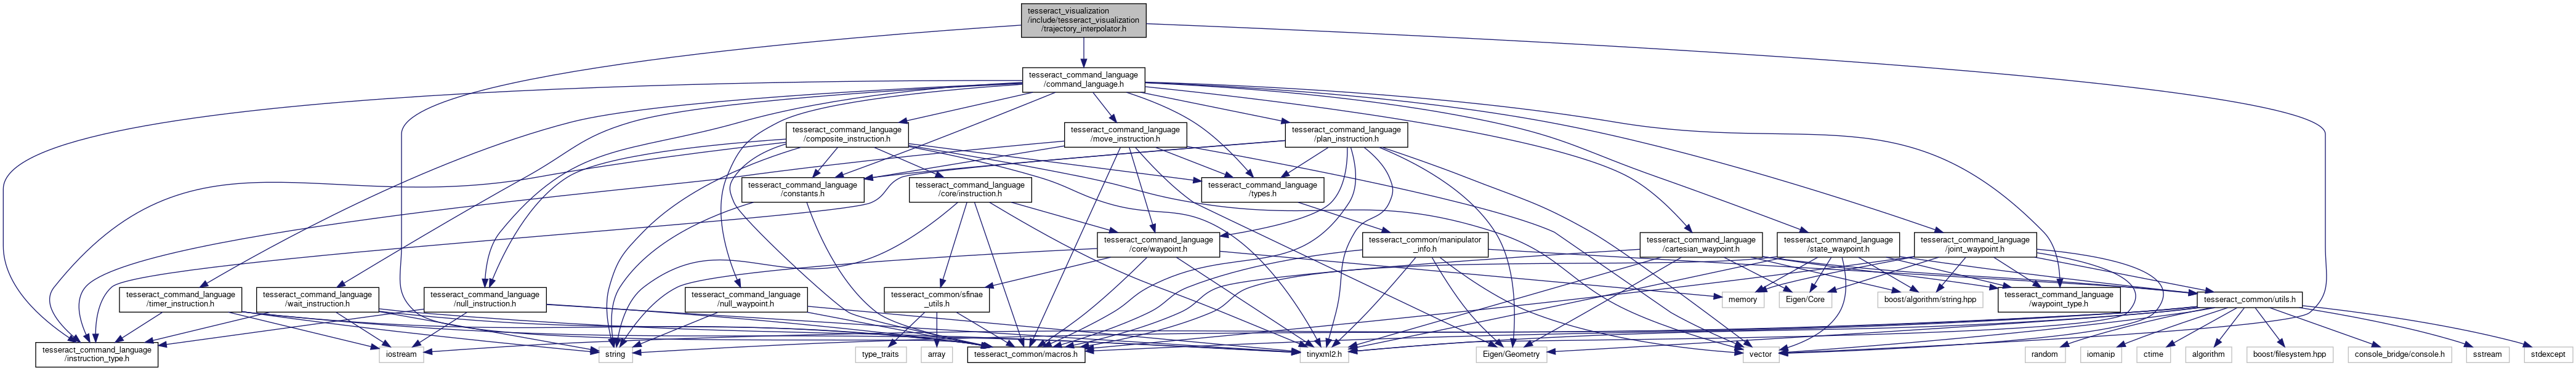 tesseract_visualization
/include/tesseract_visualization
/trajectory_interpolator.h
tesseract_command_language
/command_language.h
tesseract_command_language
/composite_instruction.h
tesseract_command_language
/move_instruction.h
tesseract_command_language
/plan_instruction.h
tesseract_command_language
/constants.h
tesseract_command_language
/core/instruction.h
tesseract_command_language
/types.h
tesseract_command_language
/core/waypoint.h
tesseract_common/manipulator
_info.h
tesseract_command_language
/cartesian_waypoint.h
tesseract_command_language
/state_waypoint.h
tesseract_command_language
/joint_waypoint.h
tesseract_command_language
/timer_instruction.h
tesseract_command_language
/wait_instruction.h
tesseract_command_language
/null_instruction.h
tesseract_command_language
/null_waypoint.h
tesseract_common/sfinae
_utils.h
memory
Eigen/Core
boost/algorithm/string.hpp
tesseract_command_language
/waypoint_type.h
tesseract_common/utils.h
tesseract_command_language
/instruction_type.h
iostream
string
type_traits
array
tesseract_common/macros.h
tinyxml2.h
Eigen/Geometry
vector
random
iomanip
ctime
algorithm
boost/filesystem.hpp
console_bridge/console.h
sstream
stdexcept